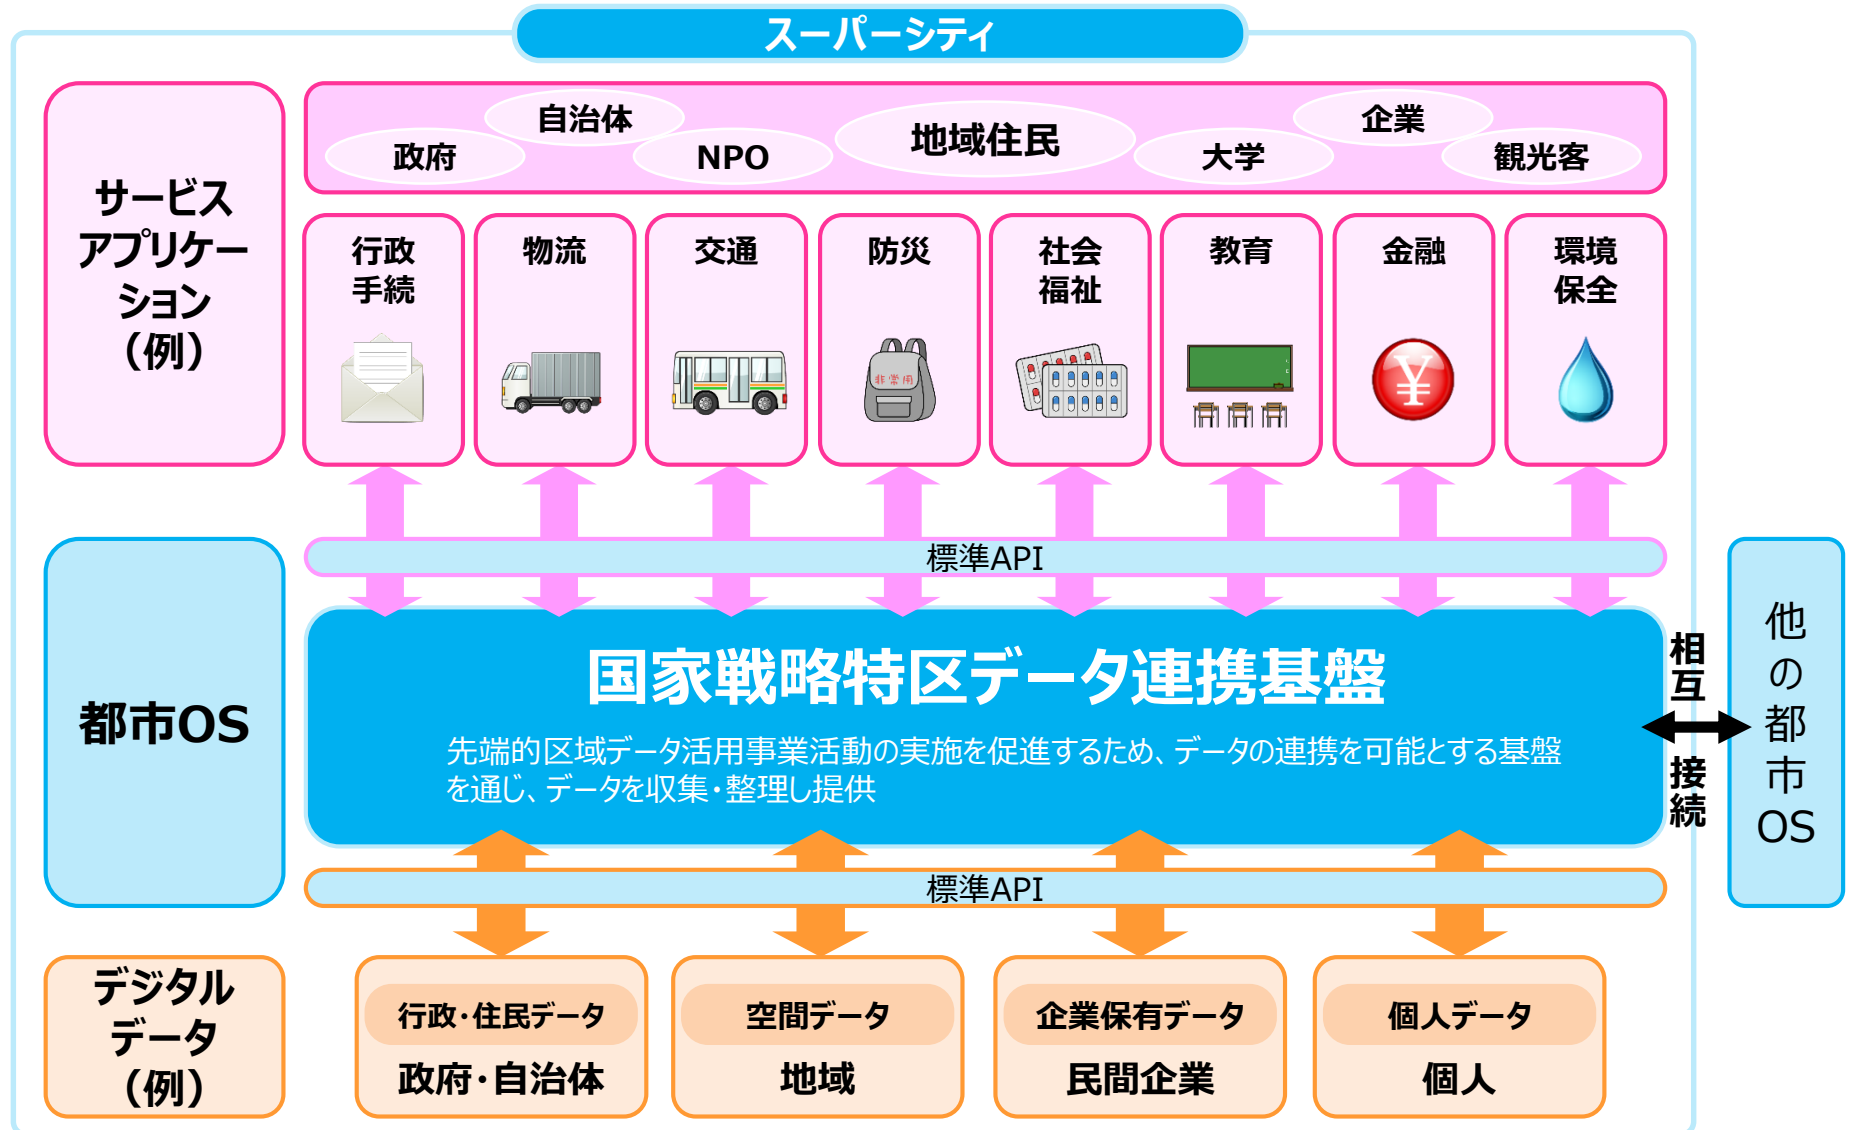 スーパーシティ
サービス
アプリケー
ション
（例）
自治体
企業
政府
NPO
地域住民
大学
観光客
行政
手続
物流
交通
防災
社会
福祉
教育
金融
環境
保全
非常用
標準API
都市OS
国家戦略特区データ連携基盤
先端的区域データ活用事業活動の実施を促進するため、データの連携を可能とする基盤
を通じ、データを収集・整理し提供
相互
接続
他の都市OS
標準API
デジタル
データ
（例）
行政・住民データ
政府・自治体
空間データ
地域
企業保有データ
民間企業
個人データ
個人